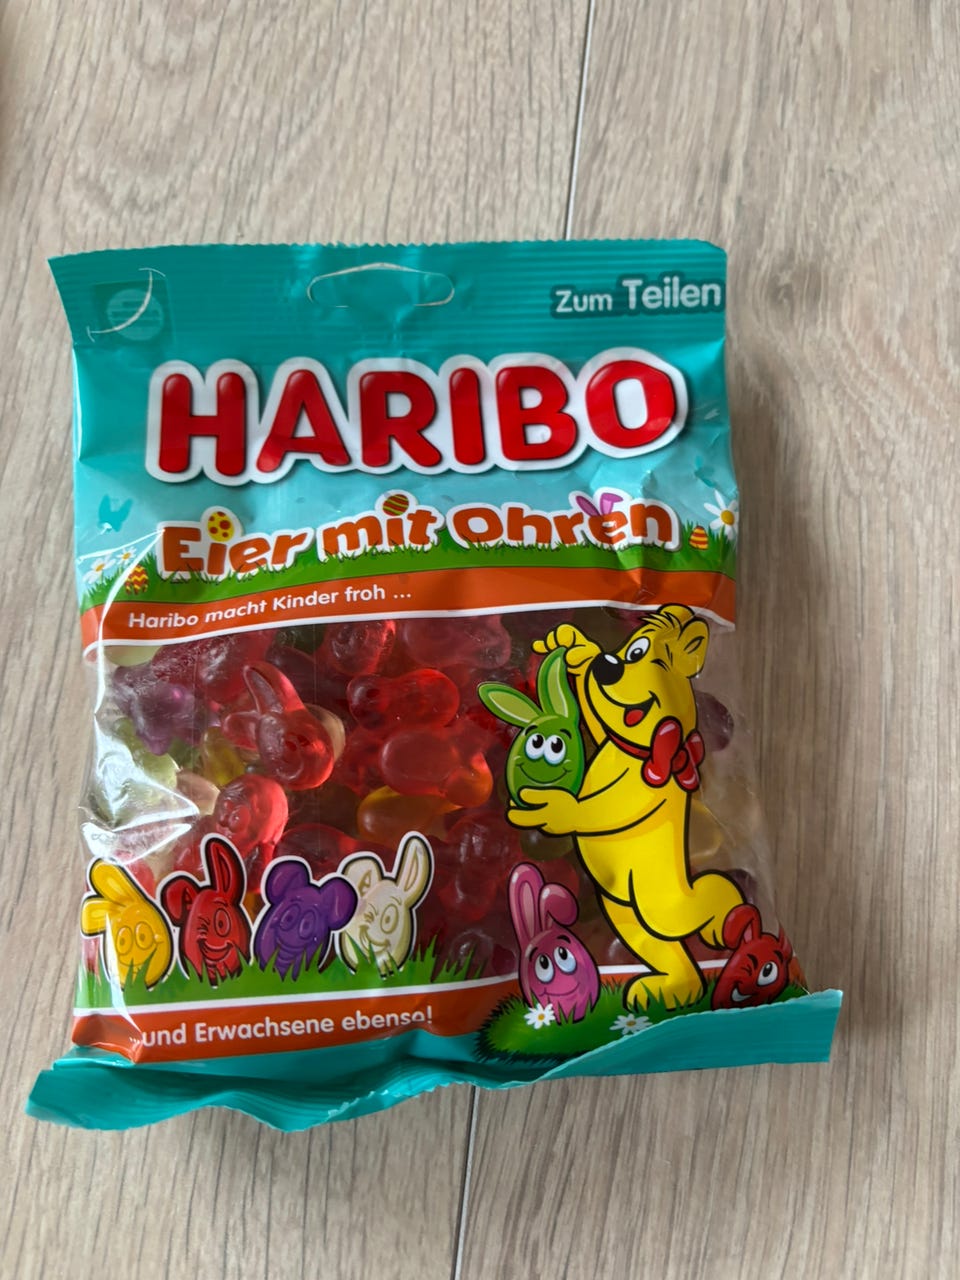 Zum Teilen
HARIBO
Eier mit Ohren
Haribo macht Kinder froh ...
und Erwachsene ebenso!